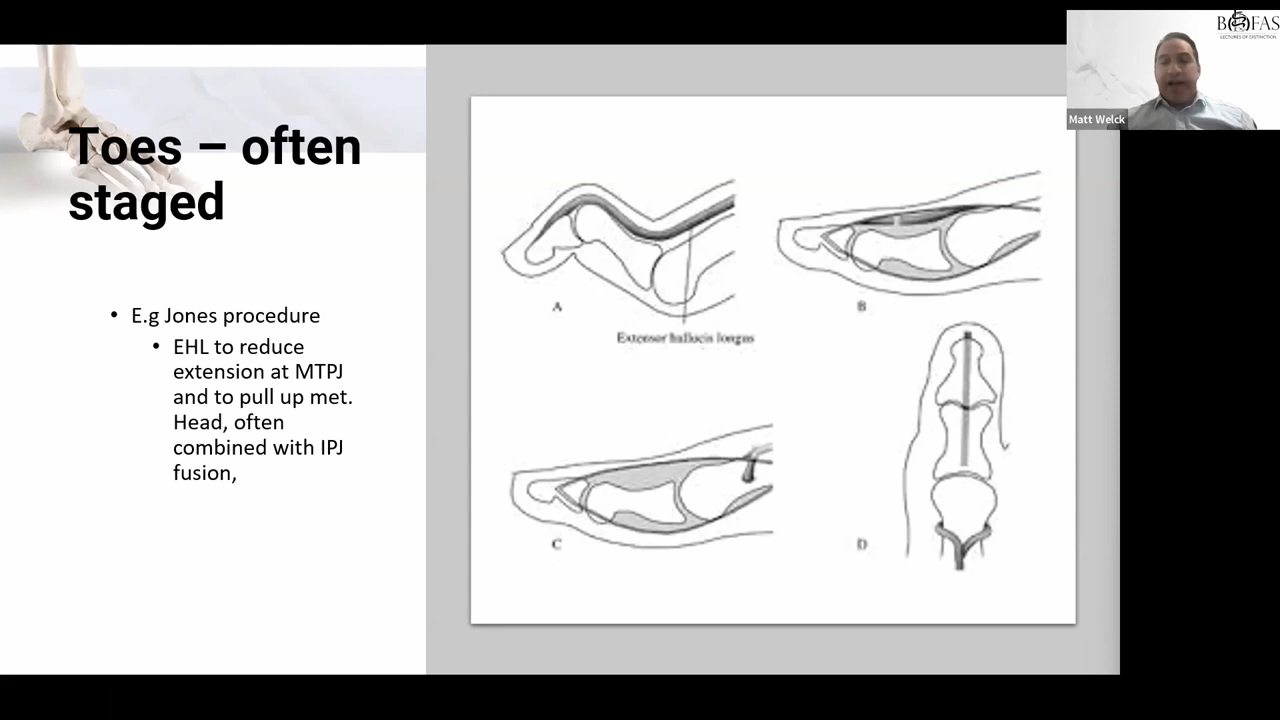 BOFAS
LECTURES OF DISTINCTION
Matt Welck
Toes – often
staged
• E.g Jones procedure
• EHL to reduce
extension at MTPJ
and to pull up met.
Head, often
combined with IPJ
fusion,
A
B
Extensor hallucis longus
C
D